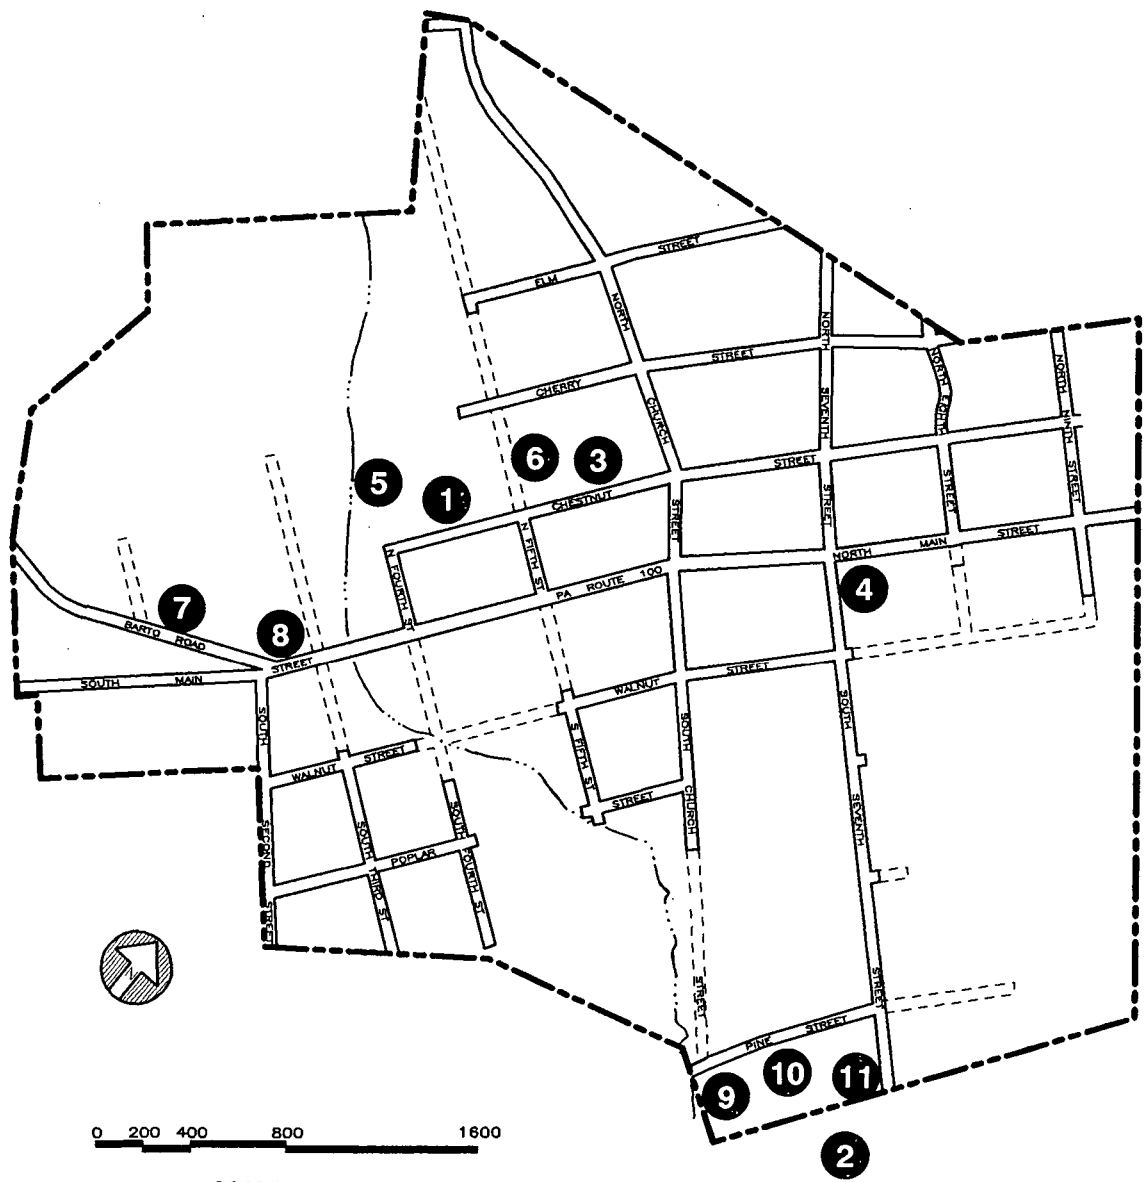 STREET
ELM
NORTH
NORTH
STREET
CHERRY
NORTH EIGHTH
NORTH
CHURCH
SEVENTH
NINTH
6
3
STREET
5
1
CHESTNUT
STREET
STREET
STREET
STREET
N FOURTH ST
N FIFTH ST
NORTH MAIN STREET
PA ROUTE 100
4
7
BARTO ROAD
8
STREET
SOUTH MAIN
WALNUT STREET
SOUTH
SOUTH
SOUTH
S FIFTH ST
WALNUT STREET
STREET
CHURCH
SEVENTH
SECOND
SOUTH THIRD ST
SOUTH FOURTH ST
POPLAR
STREET
N
STREET
STREET
PINE STREET
9
10
11
0 200 400 800 1600
2